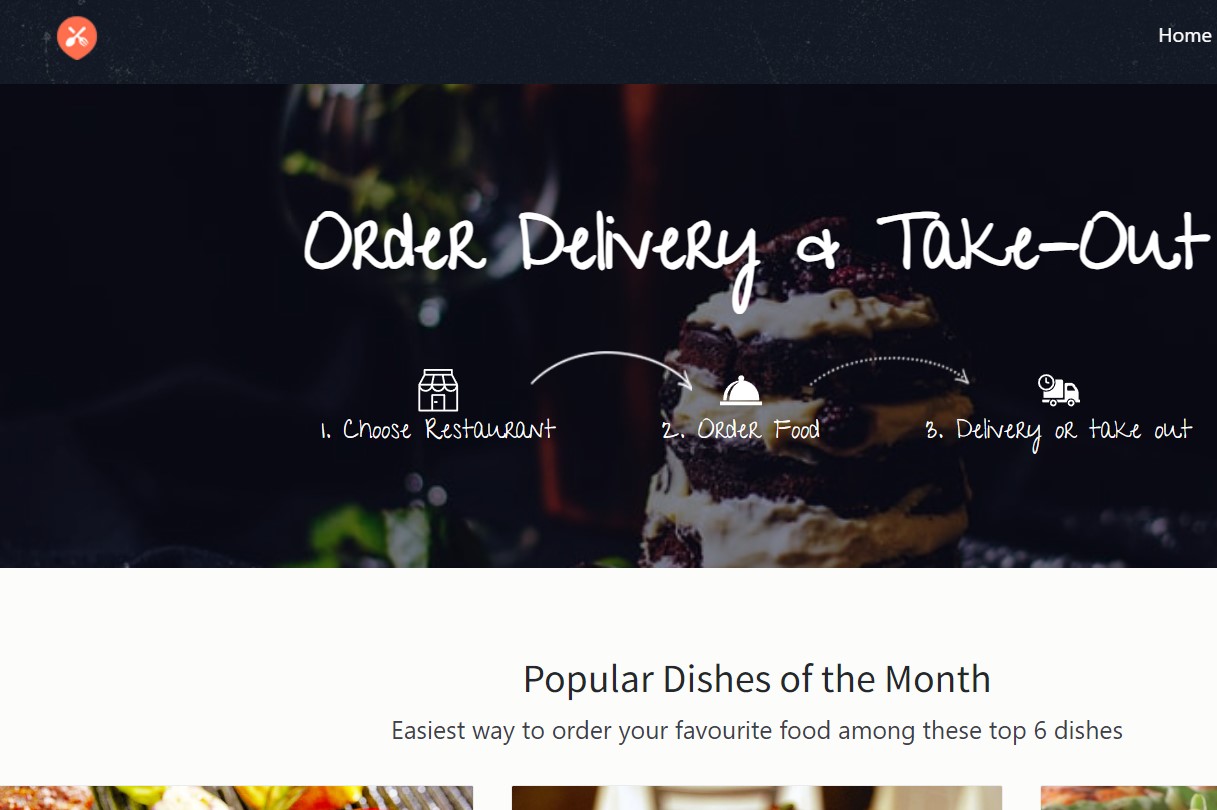 Home
Order Delivery & Take-Out
1. Choose Restaurant
2. Order Food
3. Delivery or take out
Popular Dishes of the Month
Easiest way to order your favourite food among these top 6 dishes